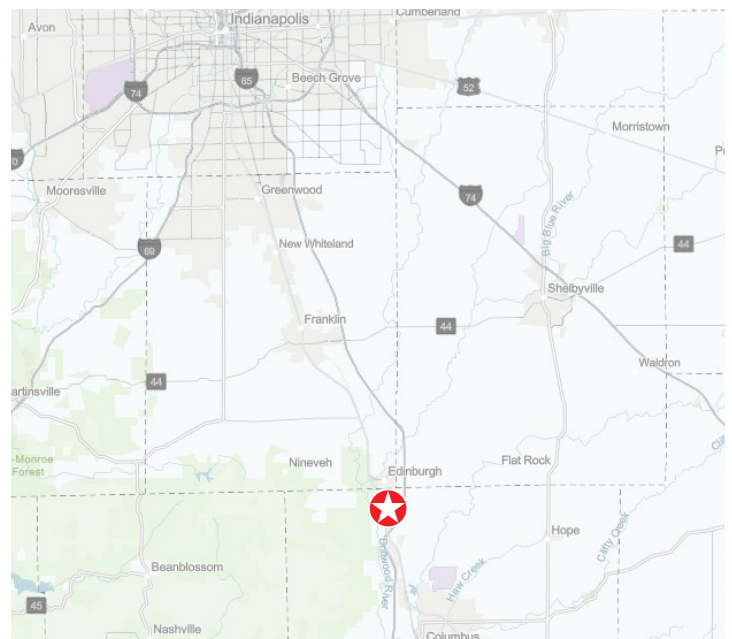 Indianapolis
Cumberland
Avon
Beech Grove
65
74
52
Morristown
70
Mooresville
Greenwood
74
Big Blue River
New Whiteland
69
44
Shelbyville
Franklin
44
Waldron
44
artinsville
-Monroe
Forest
Nineveh
Edinburgh
Flat Rock
Driftwood River
Hope
Clifty Creek
Haw Creek
Beanblossom
45
Nashville
Columbus